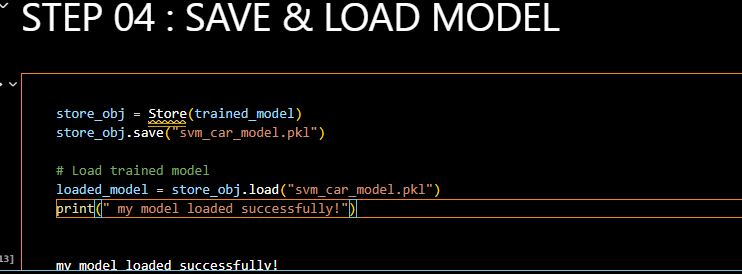 STEP 04 : SAVE & LOAD MODEL
store_obj = Store(trained_model)
store_obj.save("svm_car_model.pkl")
# Load trained model
loaded_model = store_obj.load("svm_car_model.pkl")
print(" my model loaded successfully!")
13]
my model loaded successfully!